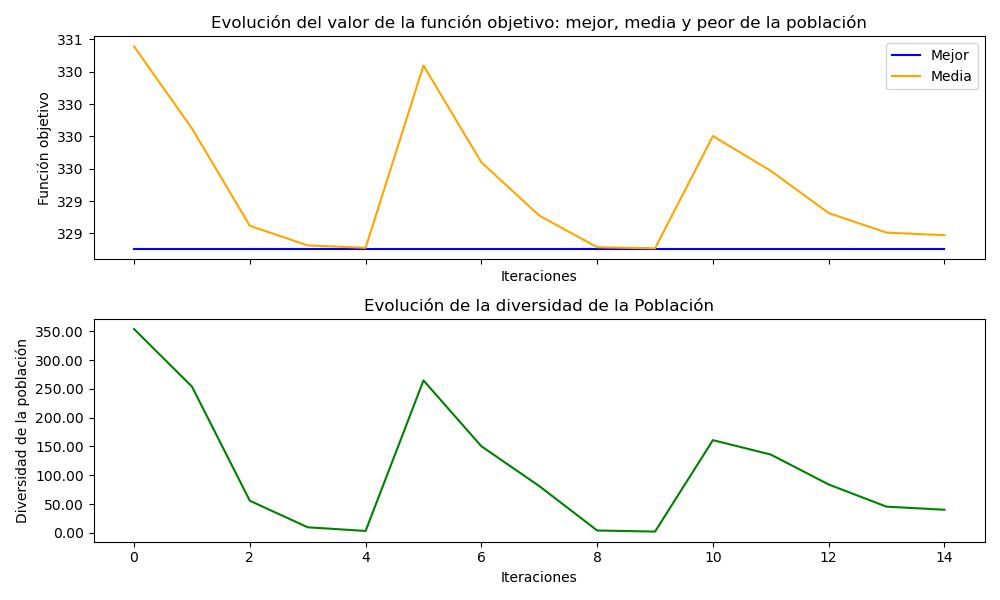 Evolución del valor de la función objetivo: mejor, media y peor de la población
331
330
330
330
330
329
329
Función objetivo
Mejor
Media
Iteraciones
Evolución de la diversidad de la Población
350.00
300.00
250.00
200.00
150.00
100.00
50.00
0.00
Diversidad de la población
0 2 4 6 8 10 12 14
Iteraciones